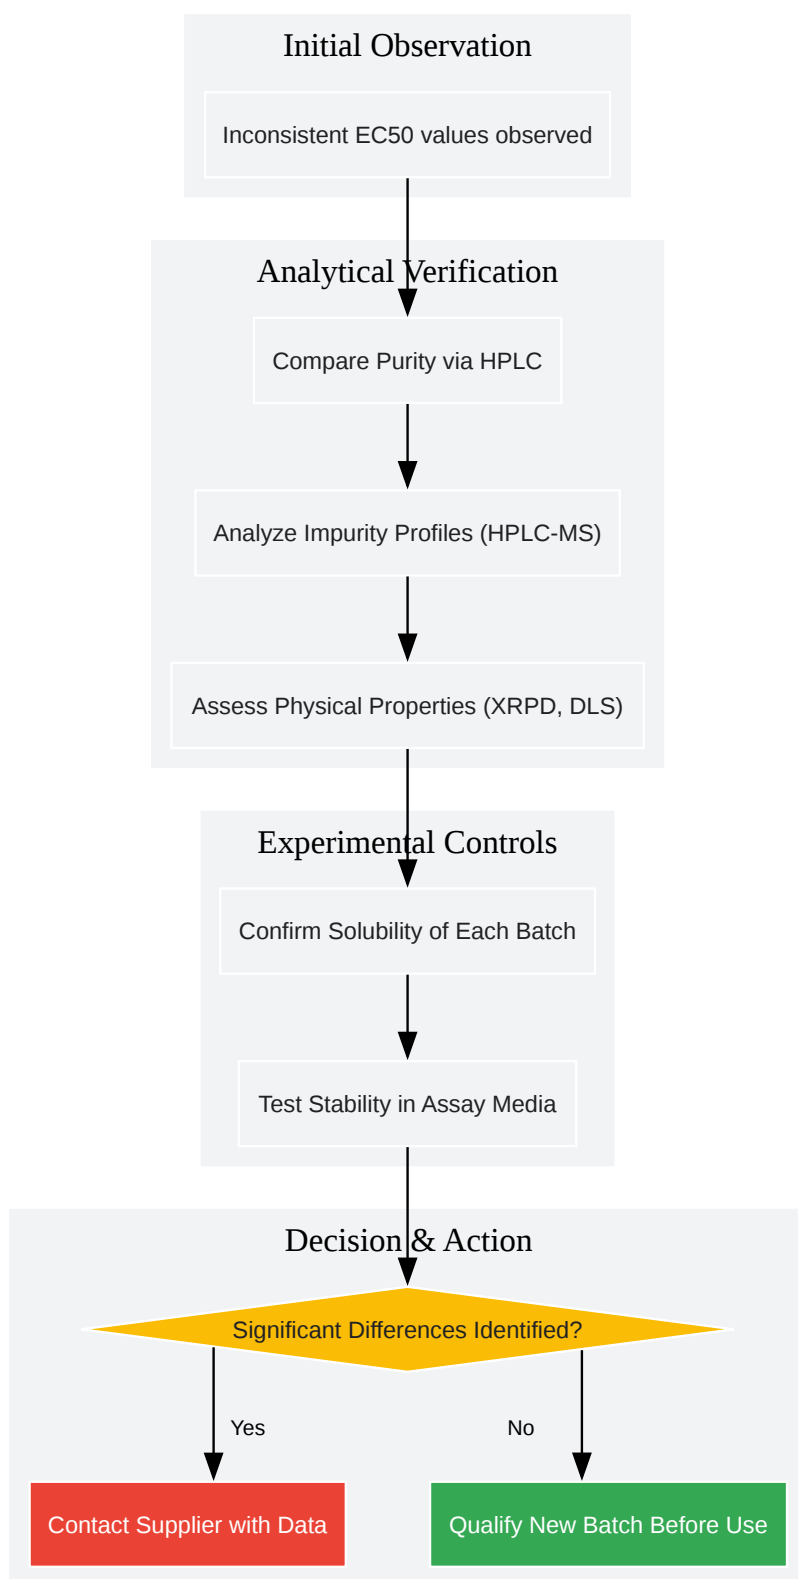 Initial Observation
Inconsistent EC50 values observed
Analytical Verification
Compare Purity via HPLC
Analyze Impurity Profiles (HPLC-MS)
Assess Physical Properties (XRPD, DLS)
Experimental Controls
Confirm Solubility of Each Batch
Test Stability in Assay Media
Decision & Action
Significant Differences Identified?
Yes
No
Contact Supplier with Data
Qualify New Batch Before Use